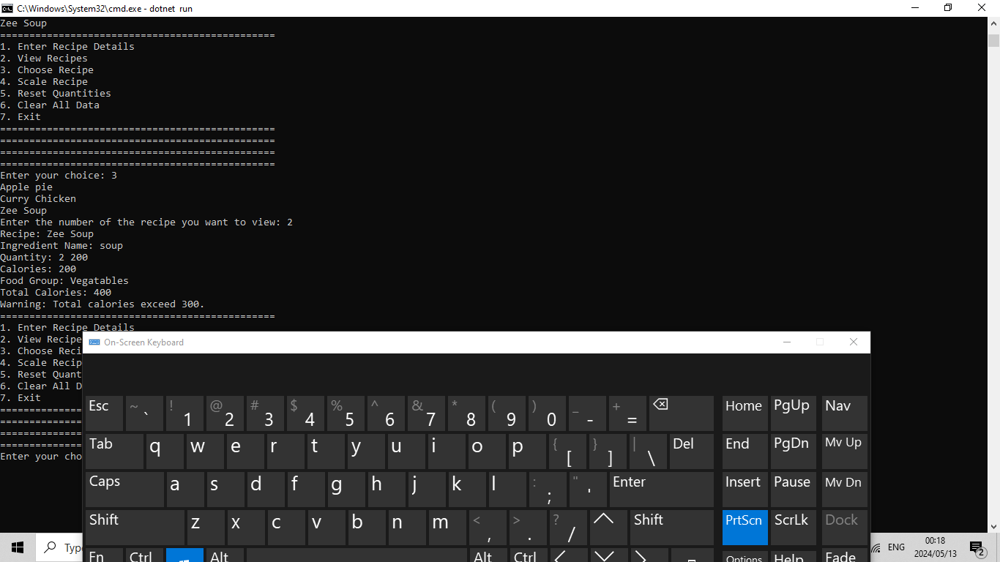 C:\Windows\System32\cmd.exe - dotnet run
Zee Soup
===============================================
1. Enter Recipe Details
2. View Recipes
3. Choose Recipe
4. Scale Recipe
5. Reset Quantities
6. Clear All Data
7. Exit
===============================================
===============================================
===============================================
===============================================
Enter your choice: 3
Apple pie
Curry Chicken
Zee Soup
Enter the number of the recipe you want to view: 2
Recipe: Zee Soup
Ingredient Name: soup
Quantity: 2 200
Calories: 200
Food Group: Vegatables
Total Calories: 400
Warning: Total calories exceed 300.
===============================================
1. Enter Recipe Details
2. View Recipe
3. Choose Reci
4. Scale Recip
5. Reset Quant
6. Clear All D
7. Exit
==============
==============
==============
==============
Enter your cho
On-Screen Keyboard
Esc ~ ` ! 1 @ 2 # 3 $ 4 % 5 ^ 6 & 7 * 8 ( 9 ) 0 _ - + = Home PgUp Nav
Tab q w e r t y u i o p { [ } ] | \ Del End PgDn Mv Up
Caps a s d f g h j k l : ; " ' Enter Insert Pause Mv Dn
Shift z x c v b n m < , > . ? / Shift PrtScn ScrLk Dock
Fn Ctrl Alt Alt Ctrl Options Help Fade
Type
ENG
00:18
2024/05/13
2